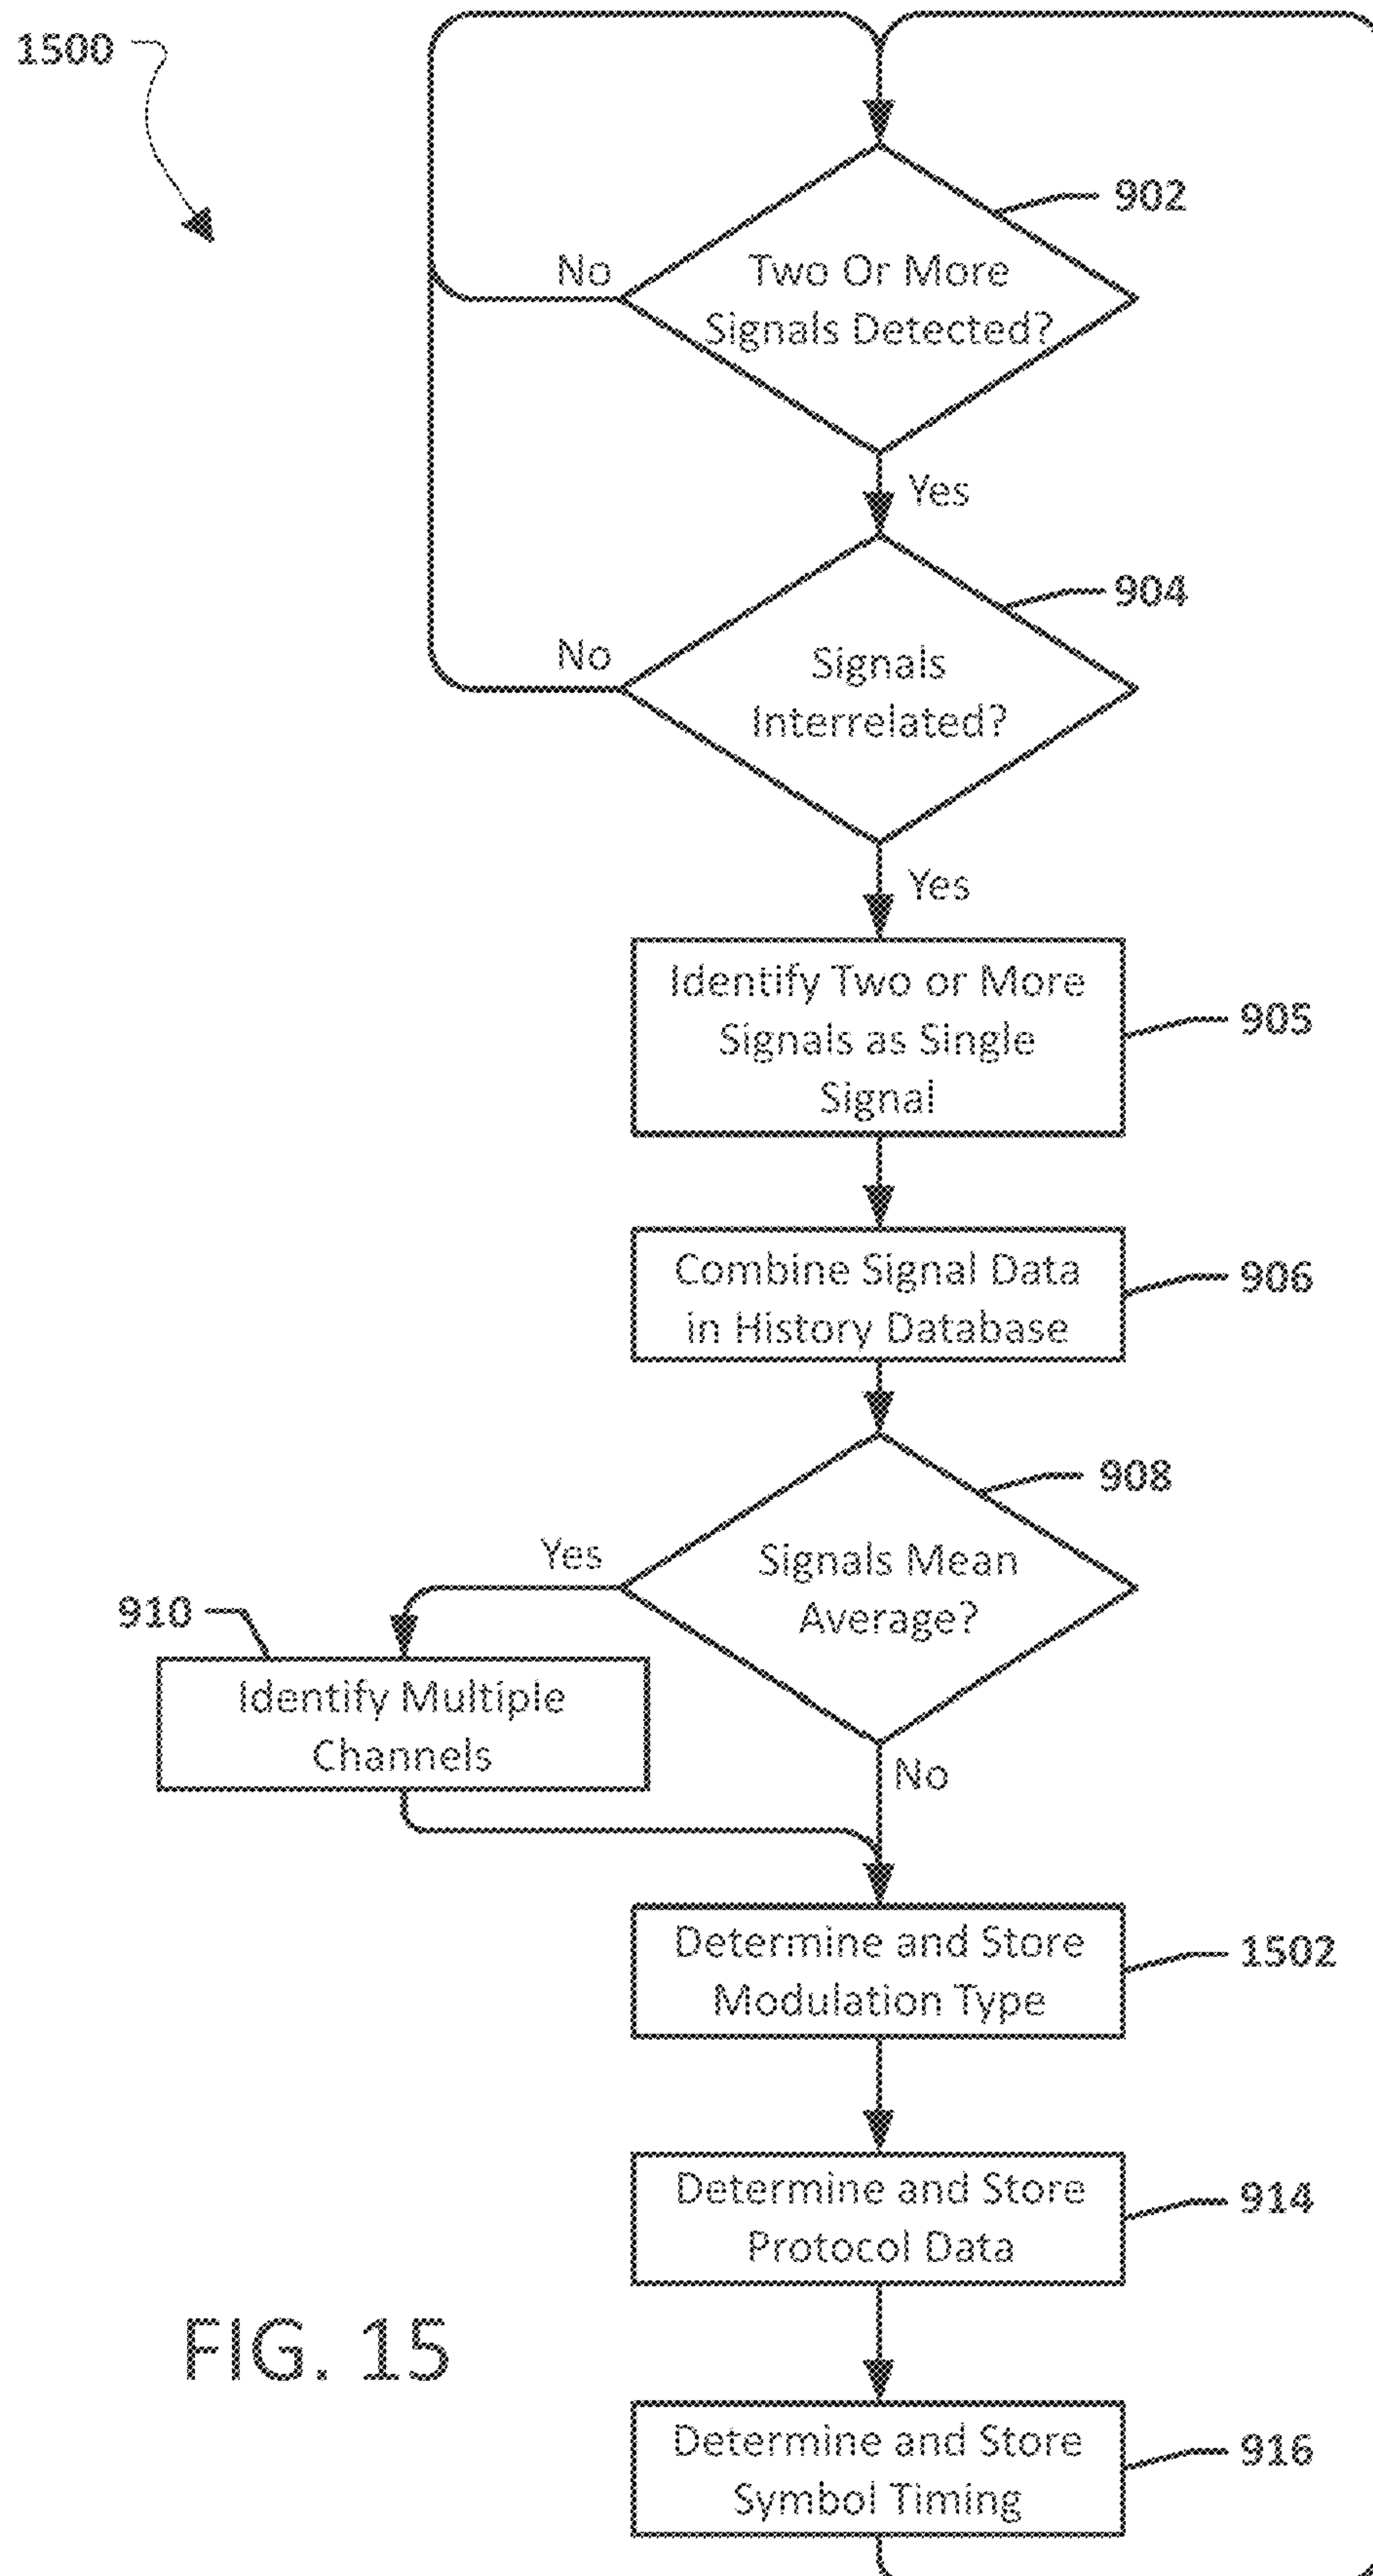 1500
902
No
Two Or More
Signals Detected?
Yes
904
No
Signals
Interrelated?
Yes
Identify Two or More
Signals as Single
Signal
905
Combine Signal Data
in History Database
906
908
Yes
Signals Mean
Average?
910
Identify Multiple
Channels
No
Determine and Store
Modulation Type
1502
Determine and Store
Protocol Data
914
FIG. 15
Determine and Store
Symbol Timing
916